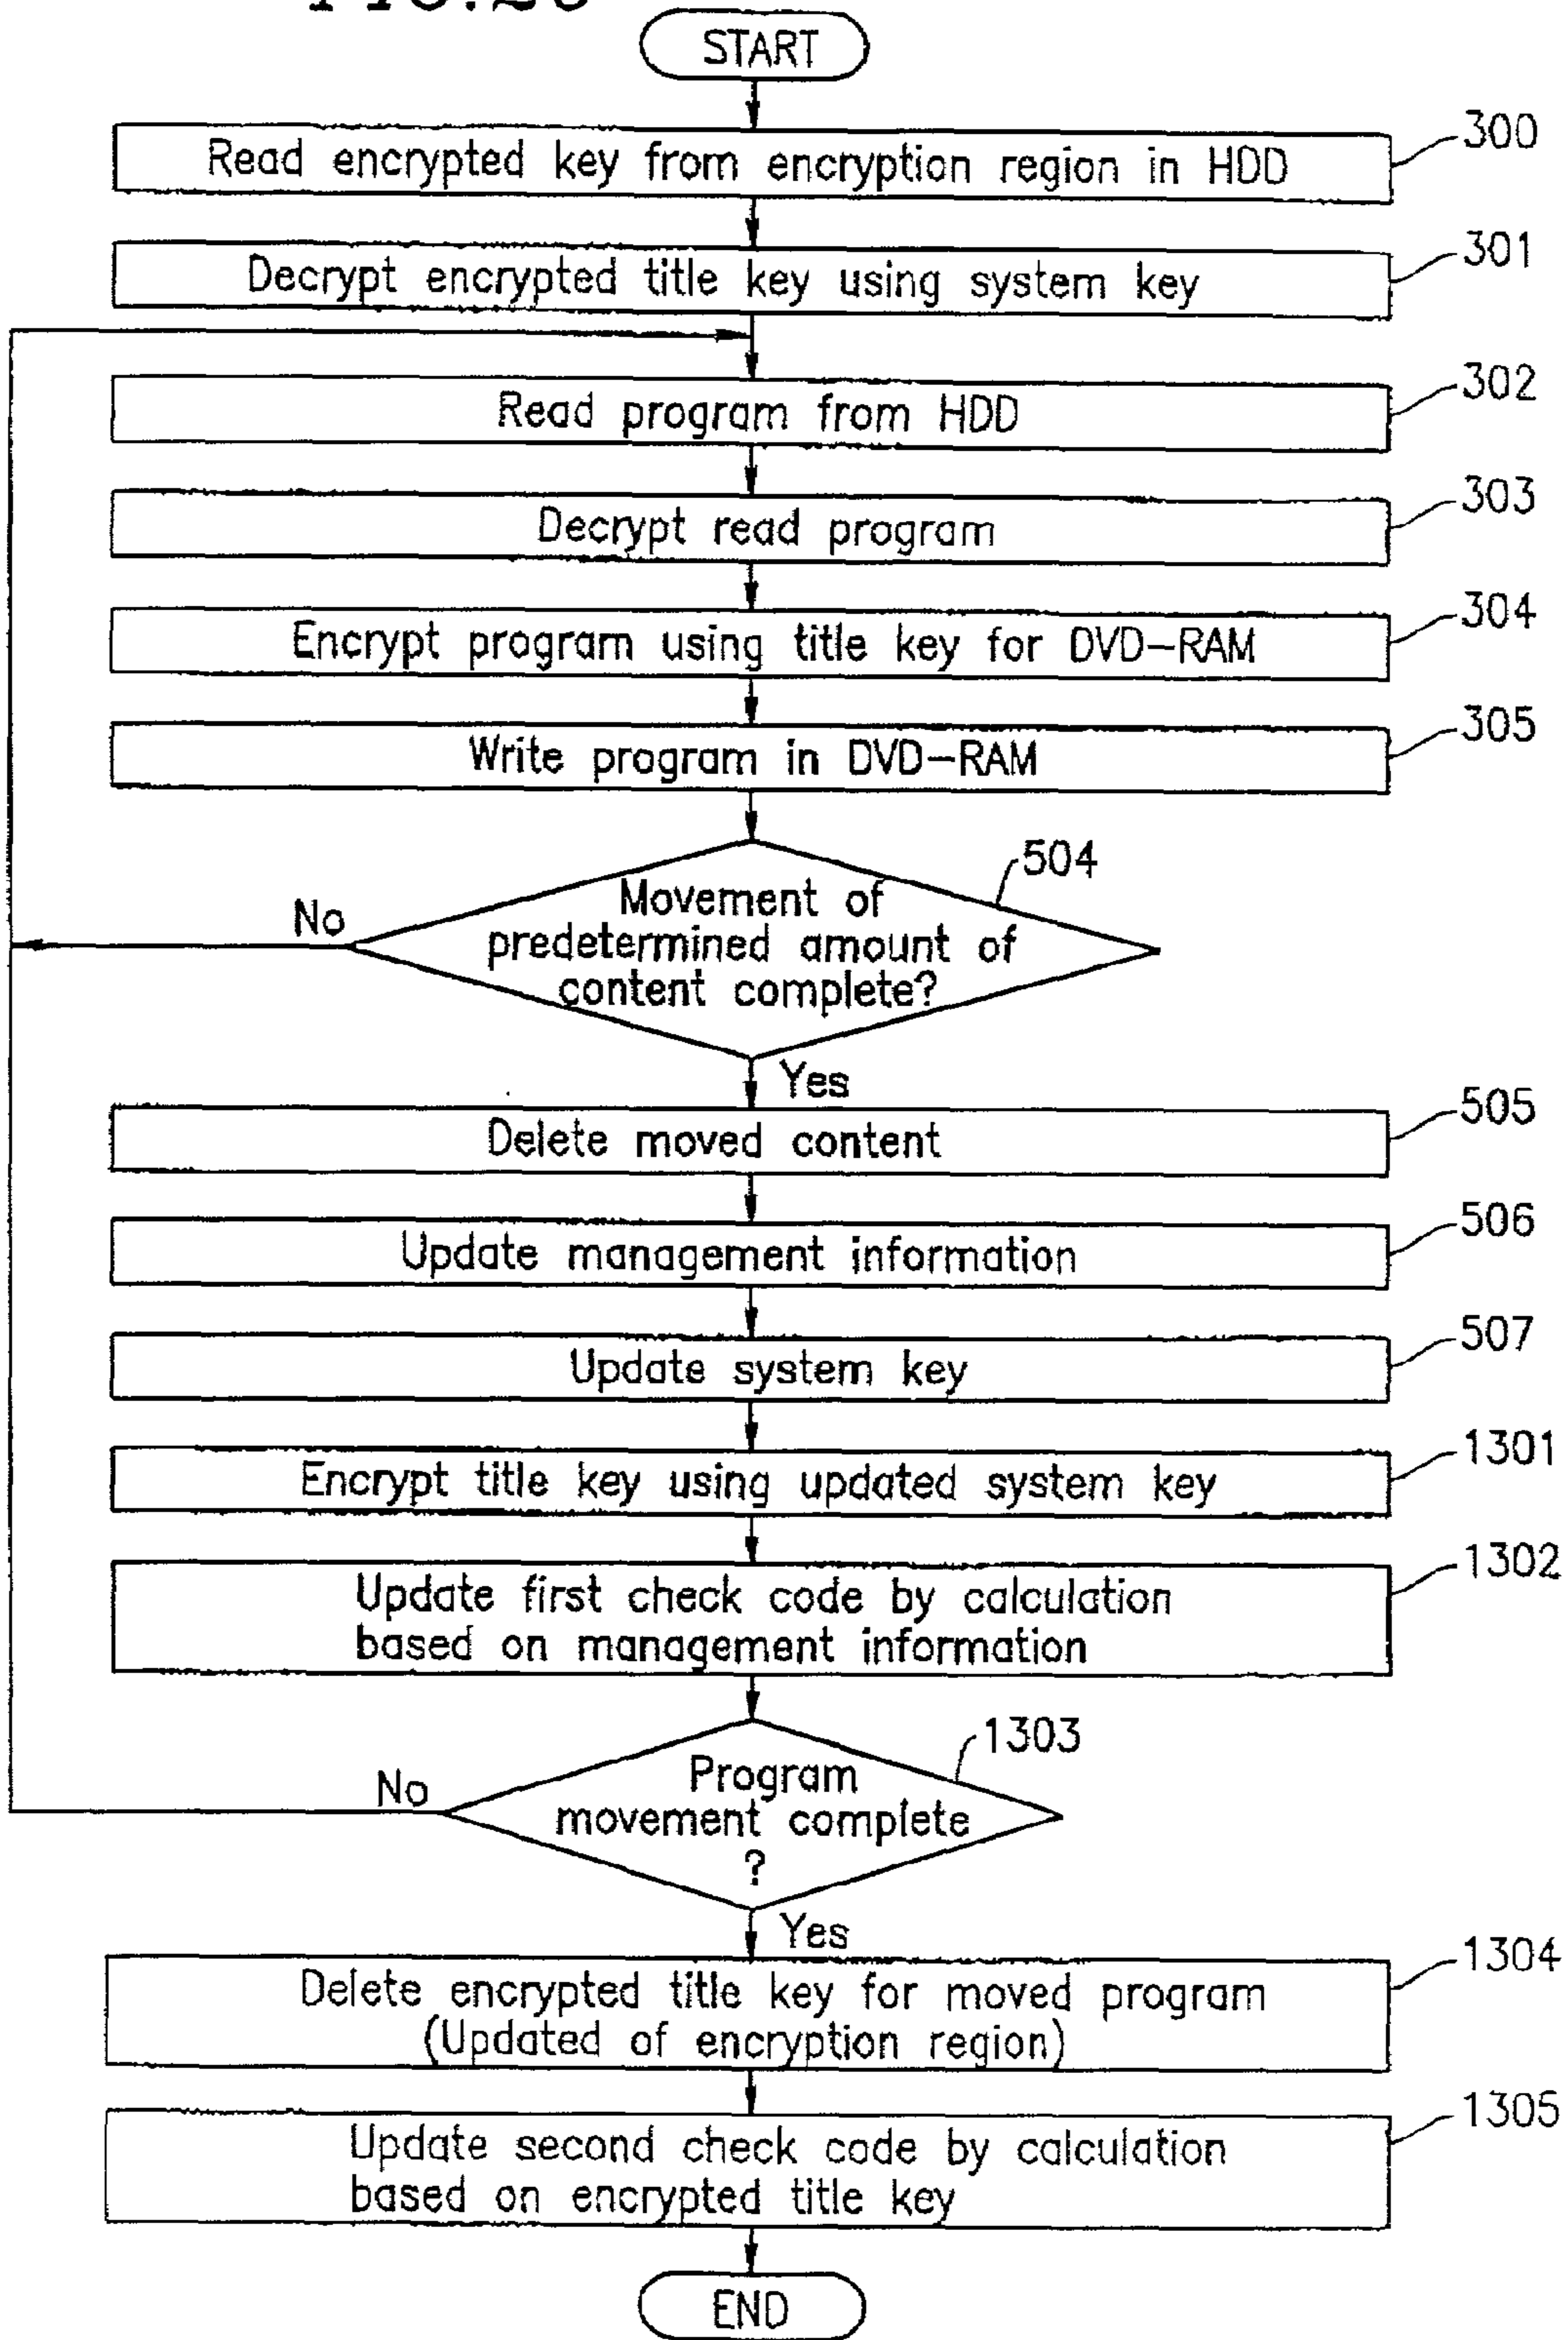 START
Read encrypted key from encryption region in HDD
300
Decrypt encrypted title key using system key
301
Read program from HDD
302
Decrypt read program
303
Encrypt program using title key for DVD-RAM
304
Write program in DVD-RAM
305
504
Movement of
predetermined amount of
content complete?
No
Yes
Delete moved content
505
Update management information
506
Update system key
507
Encrypt title key using updated system key
1301
Update first check code by calculation
based on management information
1302
1303
Program
movement complete
?
No
Yes
Delete encrypted title key for moved program
(Updated of encryption region)
1304
Update second check code by calculation
based on encrypted title key
1305
END